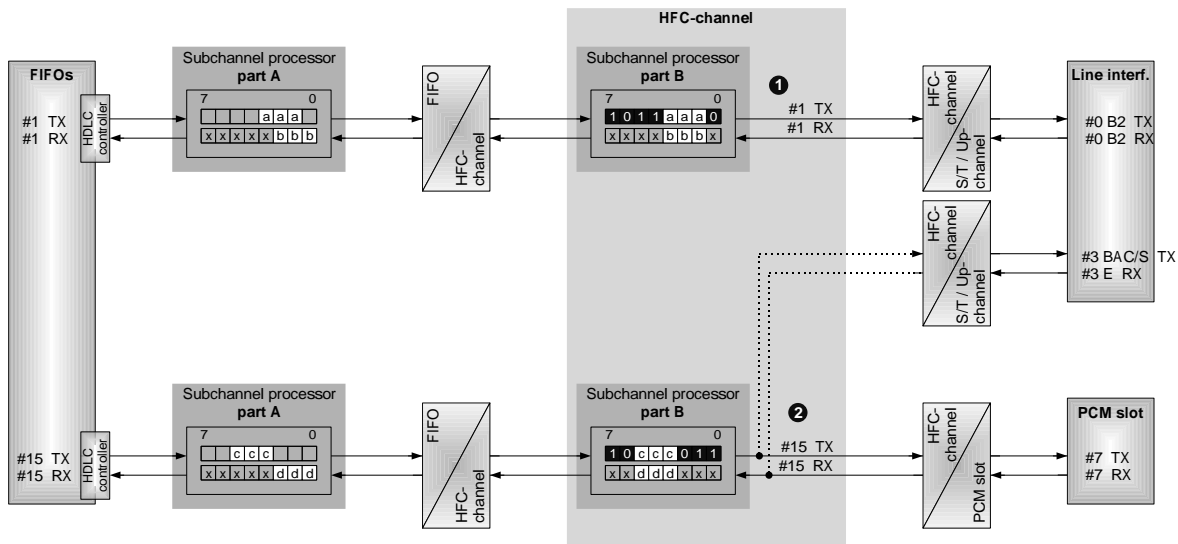 HFC-channel
FIFOs
#1 TX
#1 RX
HDLC
controller
Subchannel processor
part A
7 0
a a a
x x x x x b b b
FIFO
HFC-
channel
Subchannel processor
part B
7 0
1 0 1 1 a a a 0
x x x x b b b x
1
#1 TX
#1 RX
HFC-
channel
S/T / Up-
channel
Line interf.
#0 B2 TX
#0 B2 RX
HFC-
channel
S/T / Up-
channel
#3 BAC/S TX
#3 E RX
#15 TX
#15 RX
HDLC
controller
Subchannel processor
part A
7 0
c c c
x x x x x d d d
FIFO
HFC-
channel
Subchannel processor
part B
7 0
1 0 c c c 0 1 1
x x d d d x x x
2
#15 TX
#15 RX
HFC-
channel
PCM slot
PCM slot
#7 TX
#7 RX